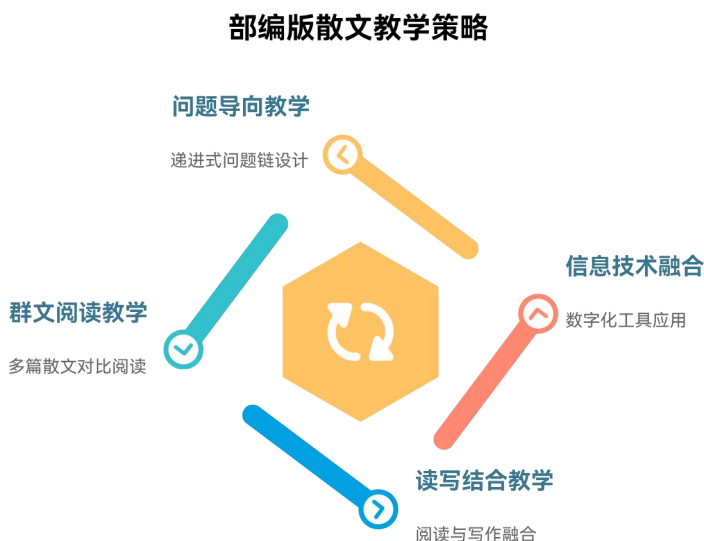 部编版散文教学策略
问题导向教学
递进式问题链设计
信息技术融合
数字化工具应用
群文阅读教学
多篇散文对比阅读
读写结合教学
阅读与写作融合